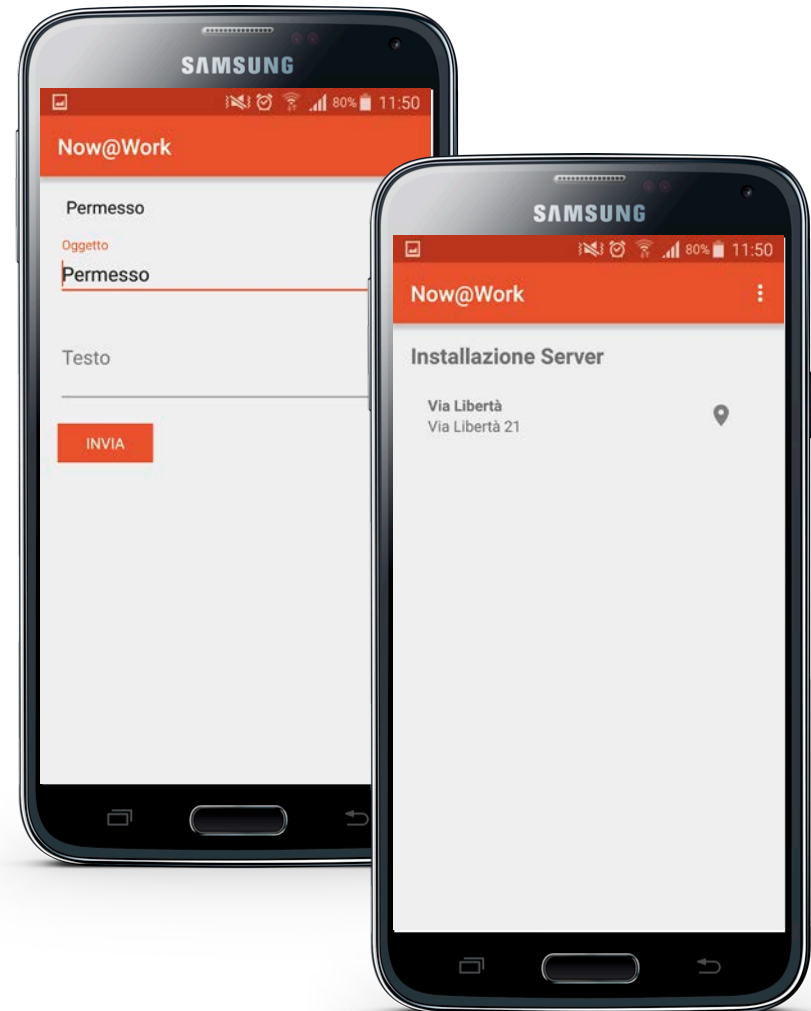 SAMSUNG
80% 11:50
Now@Work
Permesso
Oggetto
Permesso
Testo
INVIA
SAMSUNG
80% 11:50
Now@Work
Installazione Server
Via Libertà
Via Libertà 21